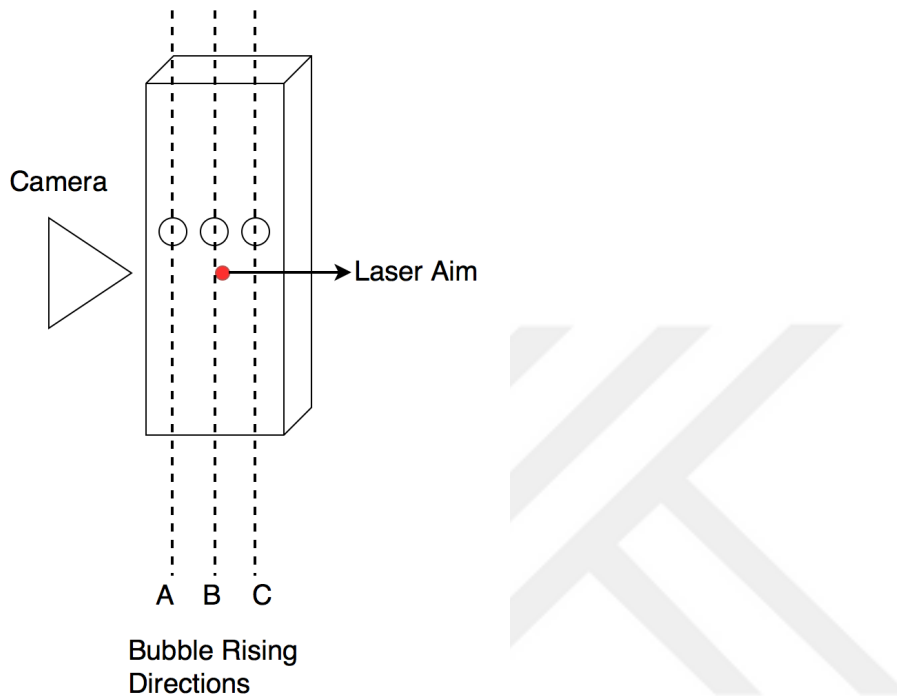 Camera
Laser Aim
A B C
Bubble Rising
Directions